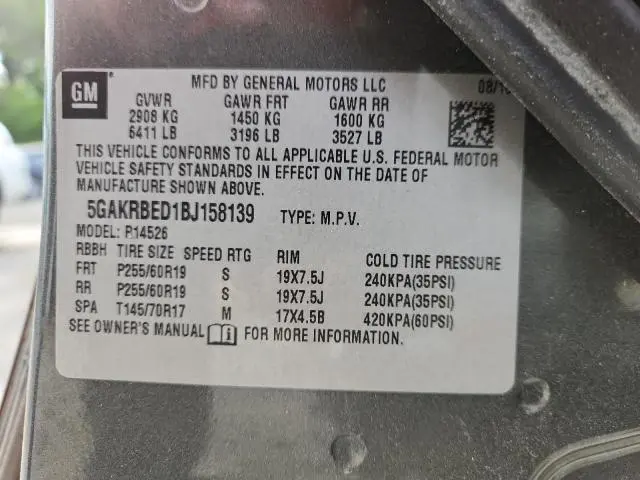 GM
MFD BY GENERAL MOTORS LLC 08/1
GVWR GAWR FRT GAWR RR
2908 KG 1450 KG 1600 KG
6411 LB 3196 LB 3527 LB
THIS VEHICLE CONFORMS TO ALL APPLICABLE U.S. FEDERAL MOTOR
VEHICLE SAFETY STANDARDS IN EFFECT ON THE DATE OF
MANUFACTURE SHOWN ABOVE.
5GAKRBED1BJ158139 TYPE: M.P.V.
MODEL: R14526
RBBH TIRE SIZE SPEED RTG RIM COLD TIRE PRESSURE
FRT P255/60R19 S 19X7.5J 240KPA(35PSI)
RR P255/60R19 S 19X7.5J 240KPA(35PSI)
SPA T145/70R17 M 17X4.5B 420KPA(60PSI)
SEE OWNER'S MANUAL FOR MORE INFORMATION.